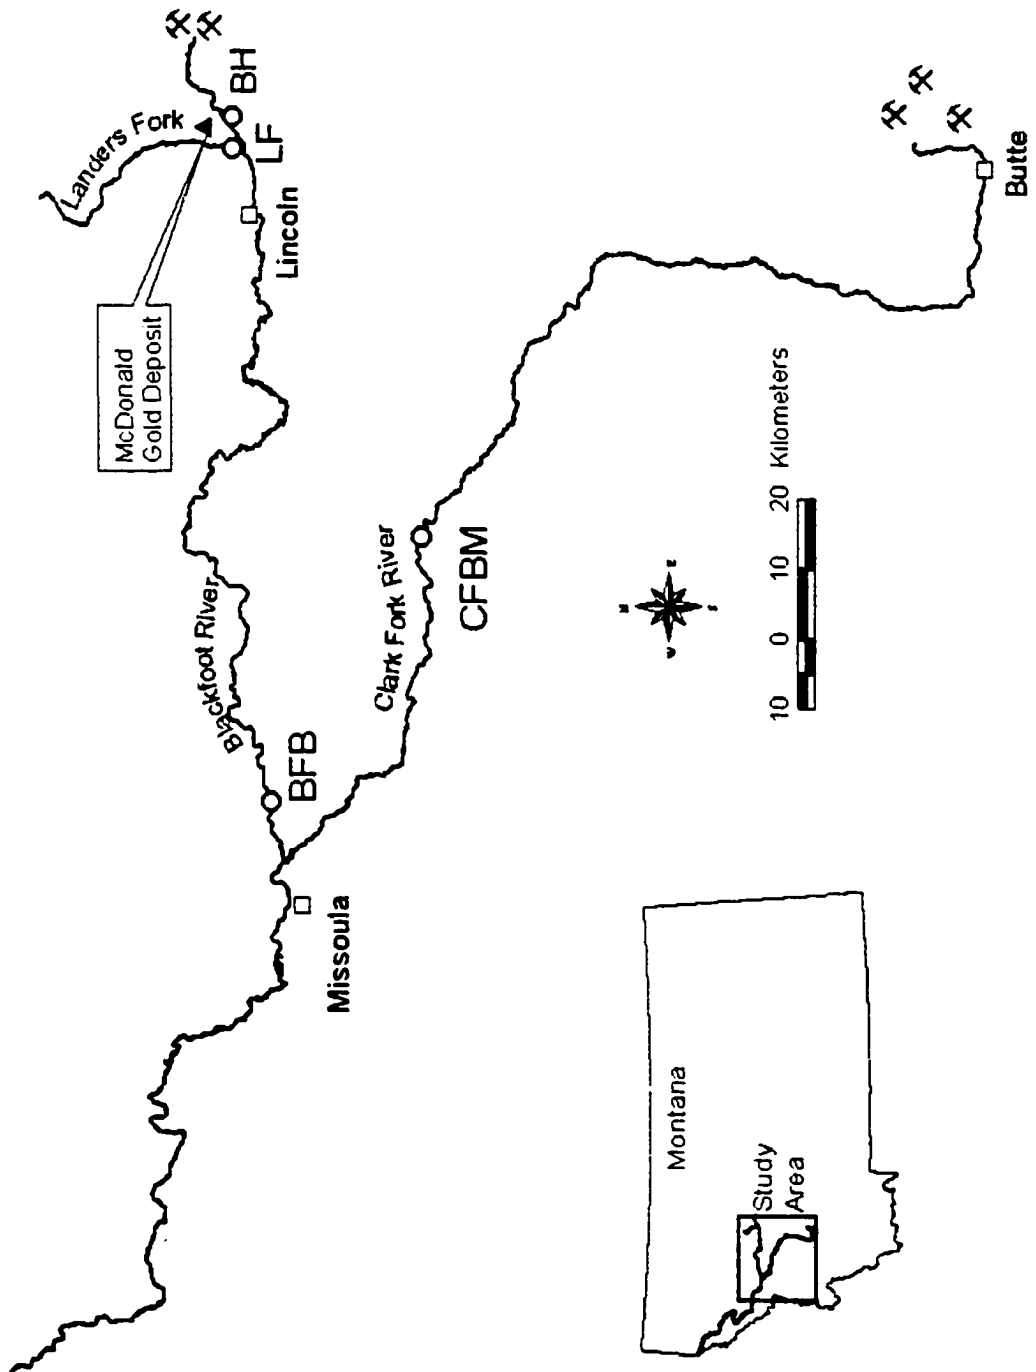 Landers Fork
BH
LF
Lincoln
McDonald
Gold Deposit
Blackfoot River
BFB
Missoula
Clark Fork River
CFBM
Butte
N
W
E
S
10 0 10 20 Kilometers
Montana
Study
Area